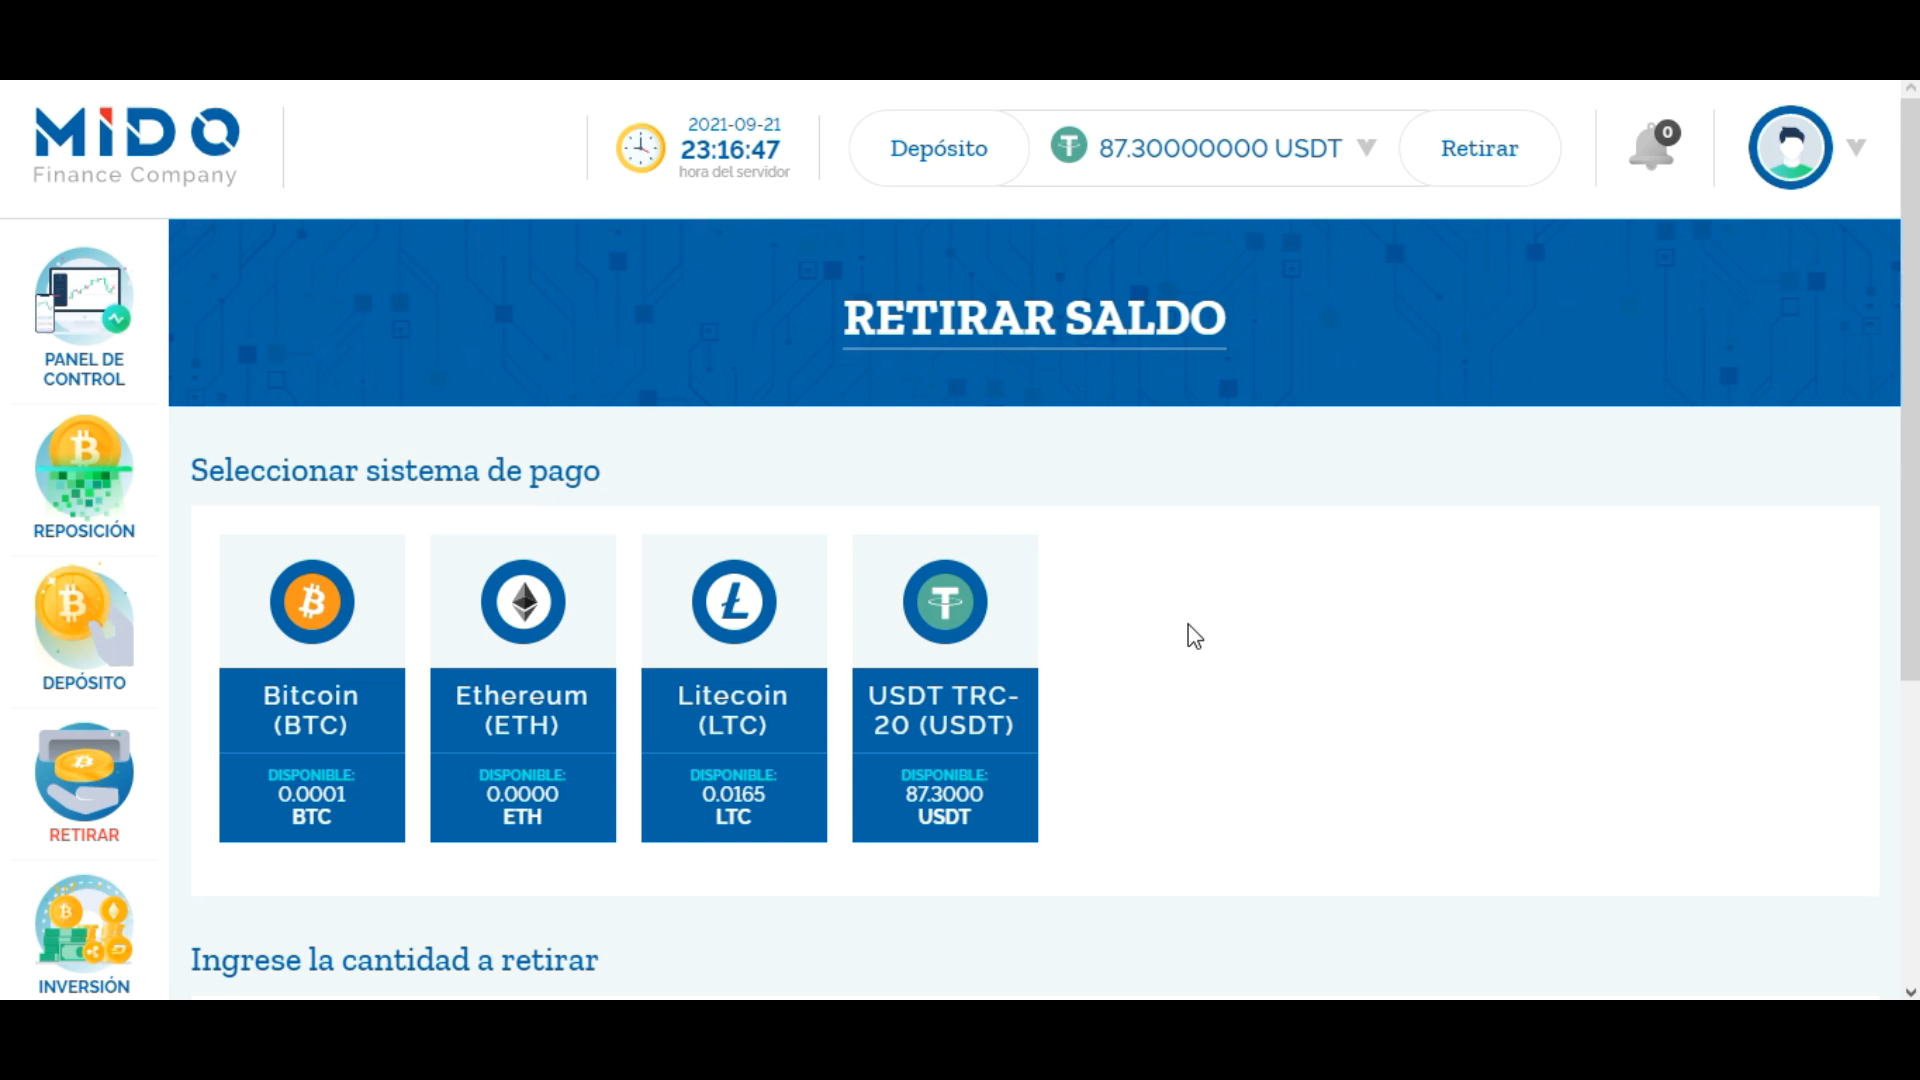 MIDO
Finance Company
2021-09-21
23:16:47
hora del servidor
Depósito
87.30000000 USDT
Retirar
0
PANEL DE
CONTROL
REPOSICIÓN
DEPÓSITO
RETIRAR
INVERSIÓN
RETIRAR SALDO
Seleccionar sistema de pago
Bitcoin
(BTC)
DISPONIBLE:
0.0001
BTC
Ethereum
(ETH)
DISPONIBLE:
0.0000
ETH
Litecoin
(LTC)
DISPONIBLE:
0.0165
LTC
USDT TRC-
20 (USDT)
DISPONIBLE:
87.3000
USDT
Ingrese la cantidad a retirar